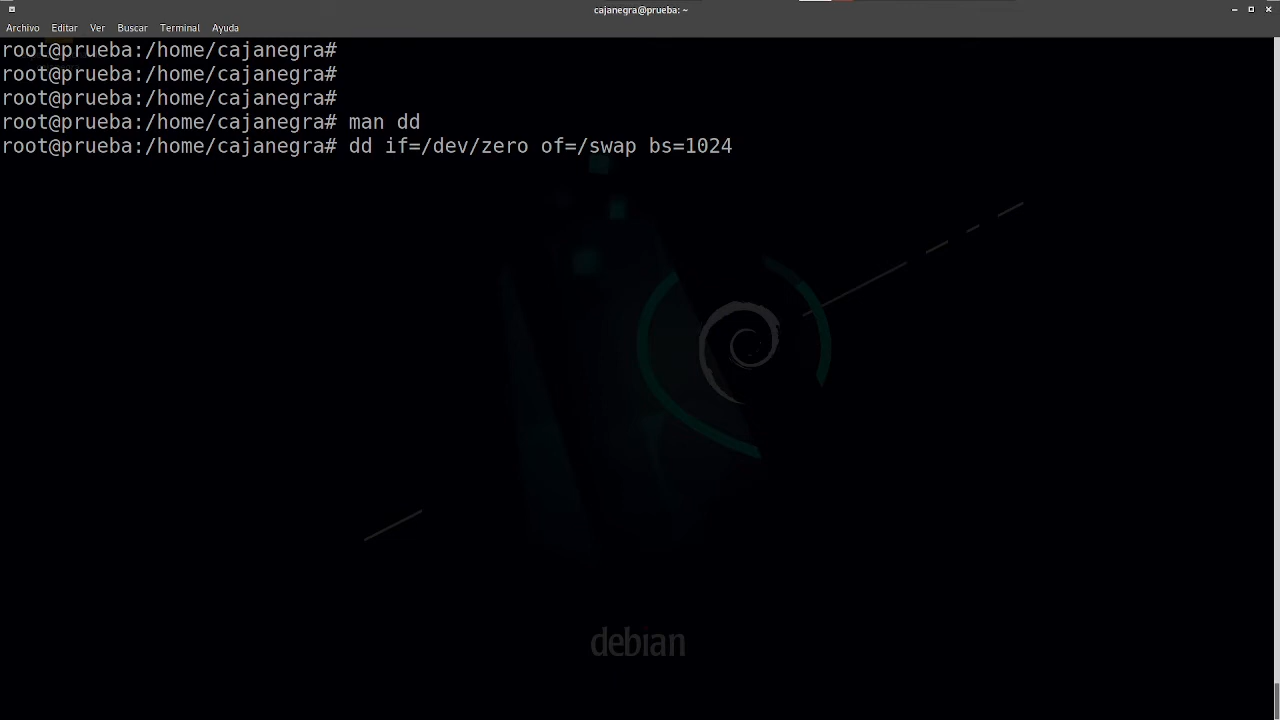 cajanegra@prueba: ~
Archivo Editar Ver Buscar Terminal Ayuda
root@prueba:/home/cajanegra#
root@prueba:/home/cajanegra#
root@prueba:/home/cajanegra#
root@prueba:/home/cajanegra# man dd
root@prueba:/home/cajanegra# dd if=/dev/zero of=/swap bs=1024
debian